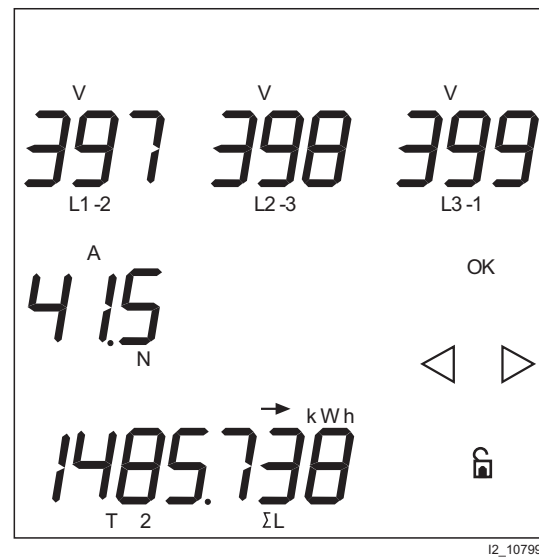 V V V
397 398 399
L1-2 L2-3 L3-1
A
OK
41.5
N
→ kWh
1485.738
T 2 ΣL
I2_10799